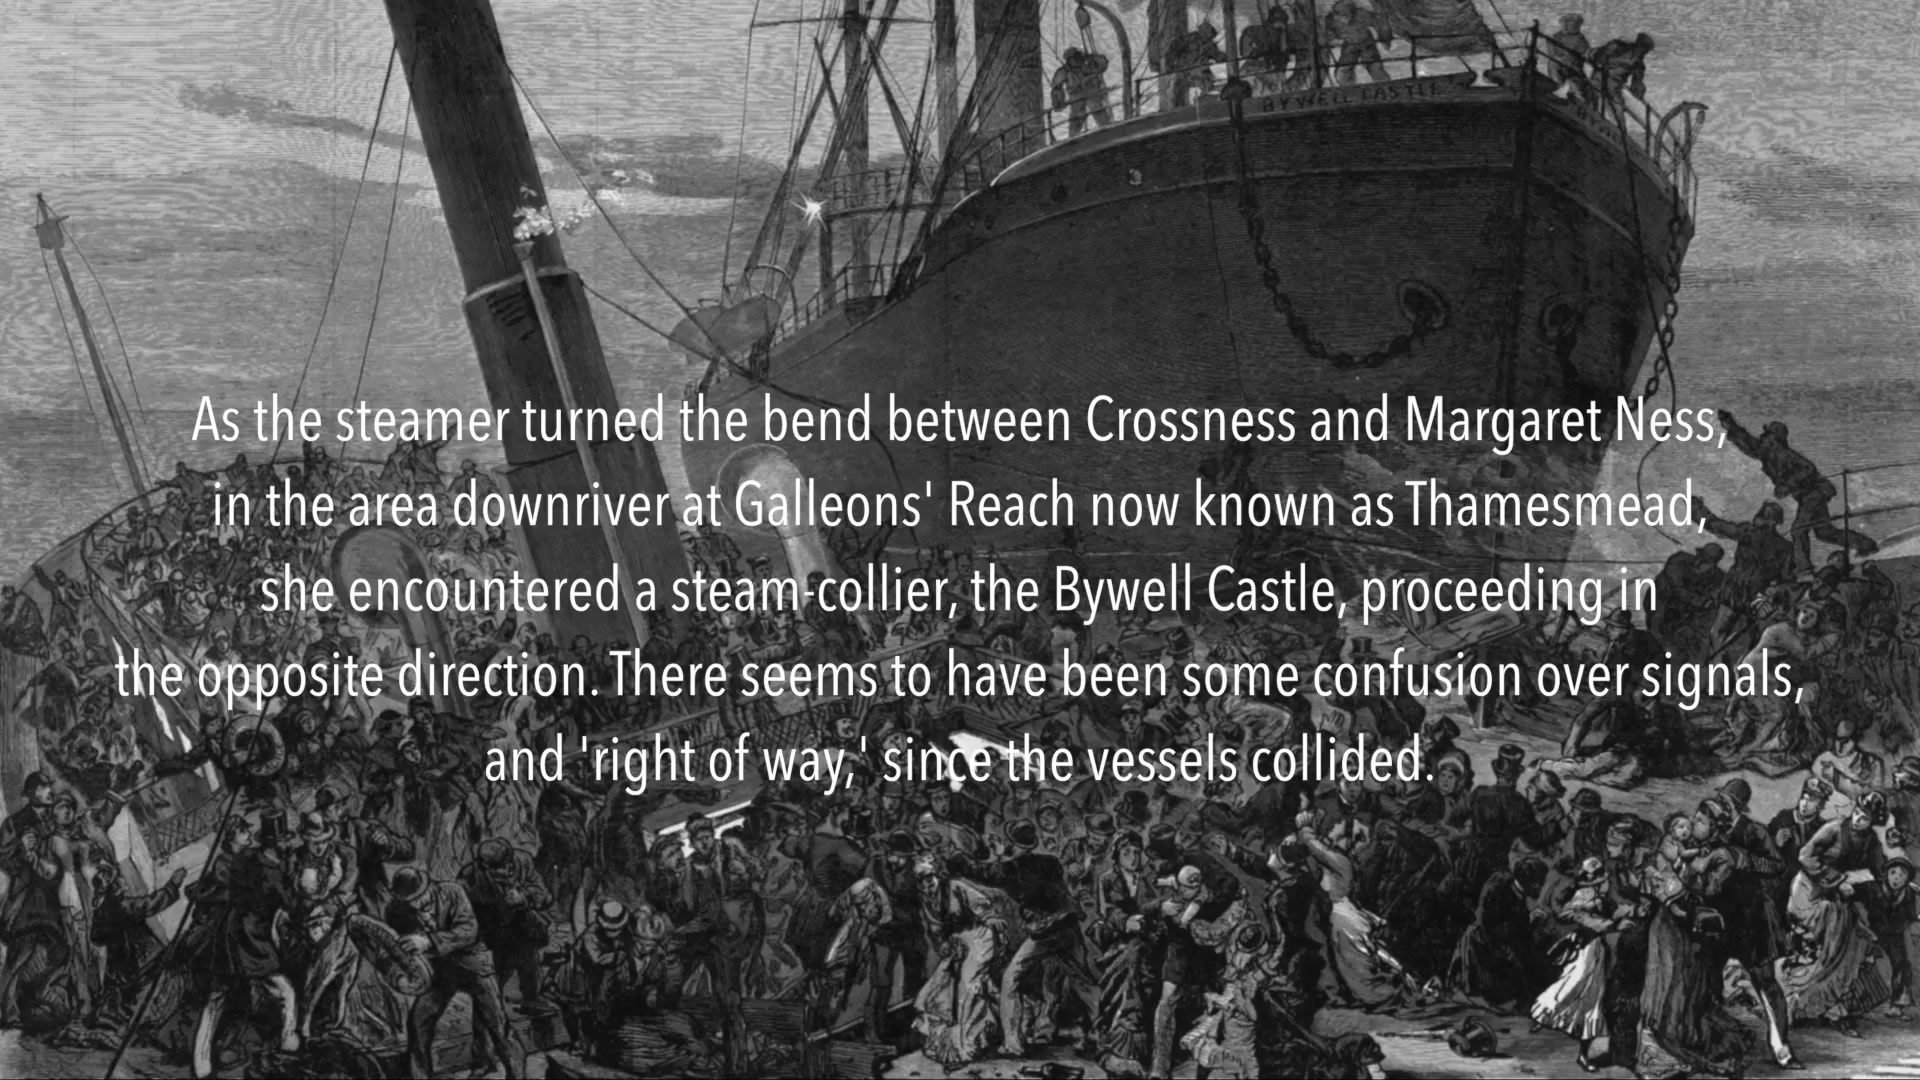 BYWELL CASTLE
As the steamer turned the bend between Crossness and Margaret Ness,
in the area downriver at Galleons' Reach now known as Thamesmead,
she encountered a steam-collier, the Bywell Castle, proceeding in
the opposite direction. There seems to have been some confusion over signals,
and 'right of way,' since the vessels collided.